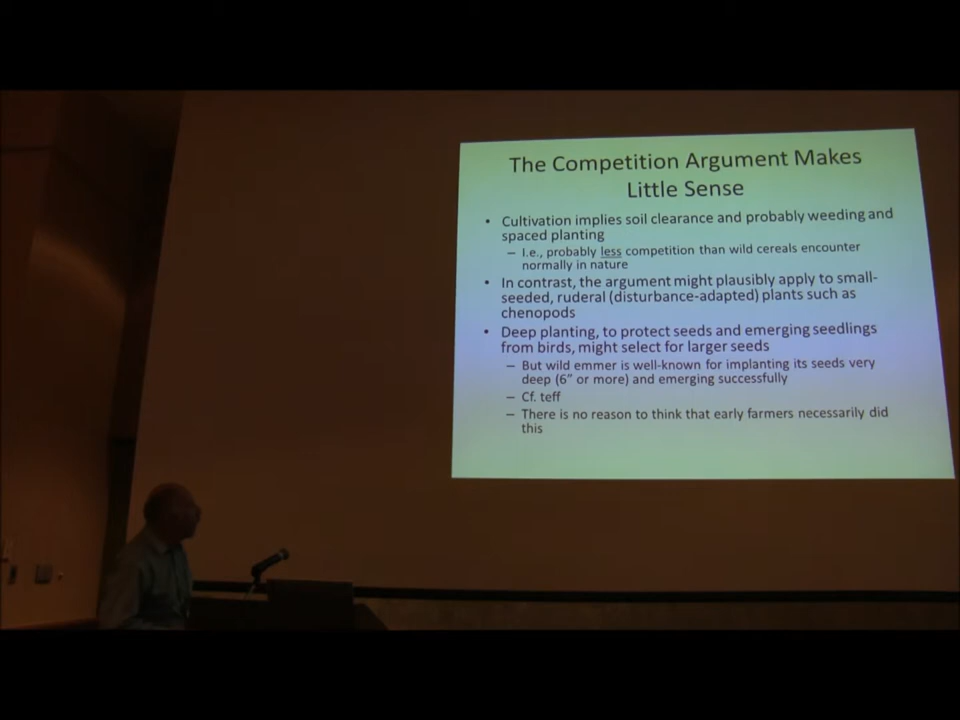 The Competition Argument Makes
Little Sense
• Cultivation implies soil clearance and probably weeding and
spaced planting
– I.e., probably less competition than wild cereals encounter
normally in nature
• In contrast, the argument might plausibly apply to small-
seeded, ruderal (disturbance-adapted) plants such as
chenopods
• Deep planting, to protect seeds and emerging seedlings
from birds, might select for larger seeds
– But wild emmer is well-known for implanting its seeds very
deep (6” or more) and emerging successfully
– Cf. teff
– There is no reason to think that early farmers necessarily did
this